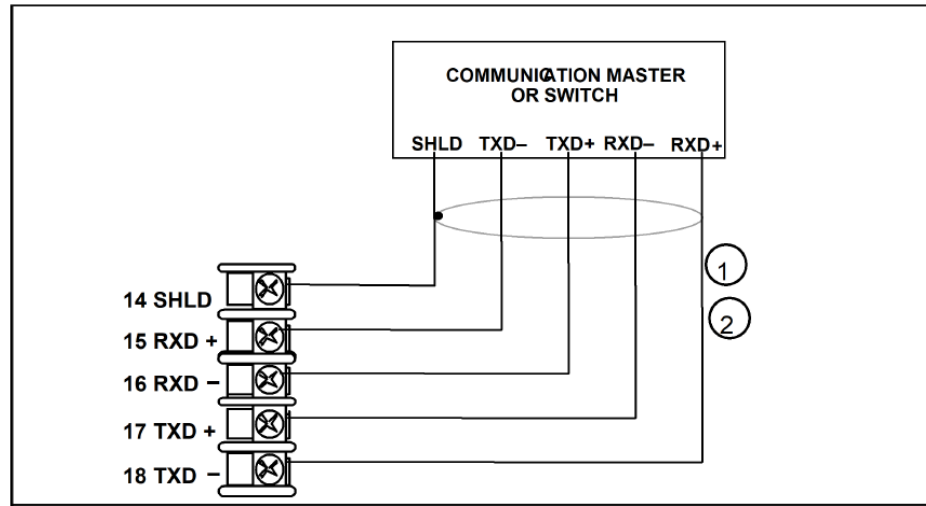 COMMUNICATION MASTER
OR SWITCH
SHLD TXD– TXD+ RXD– RXD+
1
14 SHLD
2
15 RXD +
16 RXD –
17 TXD +
18 TXD –